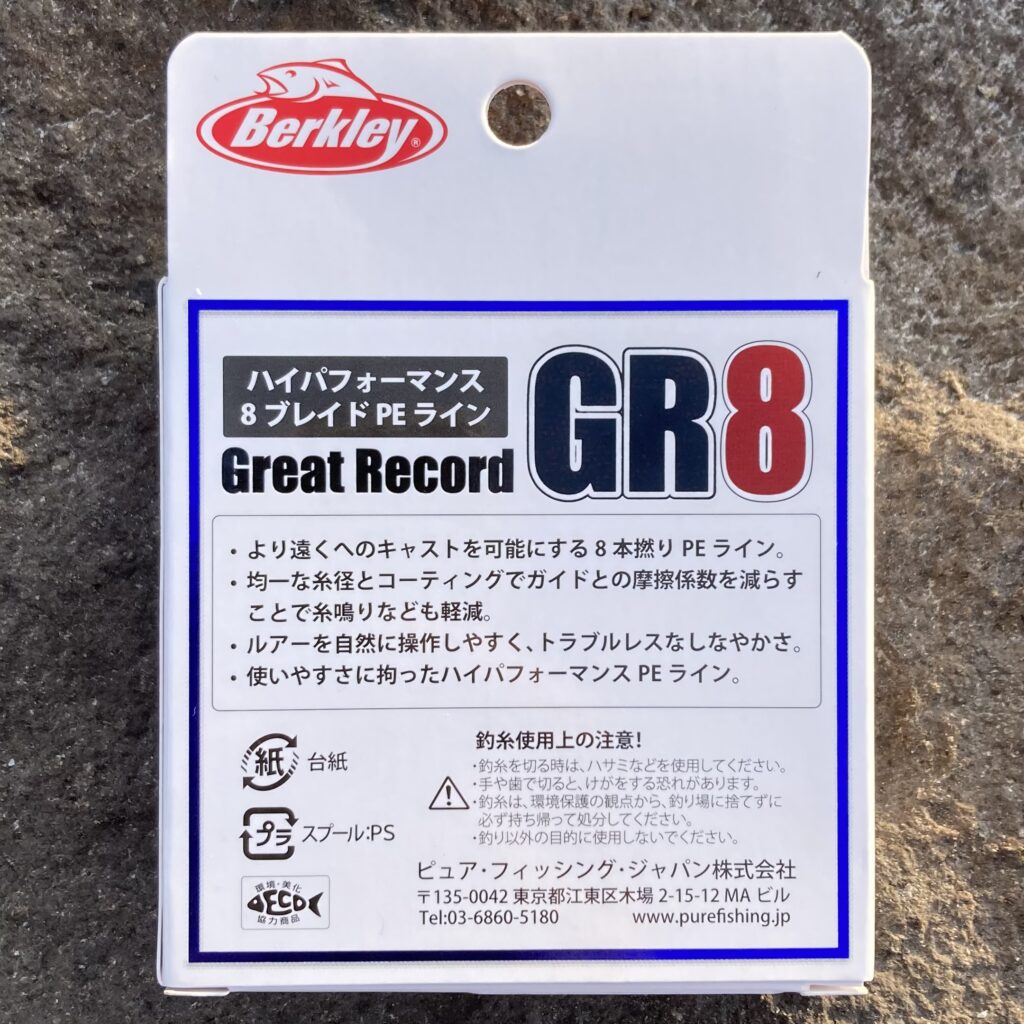 Berkley®
ハイパフォーマンス
8 ブレイド PE ライン
Great Record
GR8
・より遠くへのキャストを可能にする 8 本撚り PE ライン。
・均一な糸径とコーティングでガイドとの摩擦係数を減らす
ことで糸鳴りなども軽減。
・ルアーを自然に操作しやすく、トラブルレスなしなやかさ。
・使いやすさに拘ったハイパフォーマンス PE ライン。
紙 台紙
プラ スプール:PS
環境・美化
ECO
協力商品
釣糸使用上の注意!
・釣糸を切る時は、ハサミなどを使用してください。
・手や歯で切ると、けがをする恐れがあります。
・釣糸は、環境保護の観点から、釣り場に捨てずに
必ず持ち帰って処分してください。
・釣り以外の目的に使用しないでください。
ピュア・フィッシング・ジャパン株式会社
〒135-0042 東京都江東区木場 2-15-12 MA ビル
Tel:03-6860-5180 www.purefishing.jp